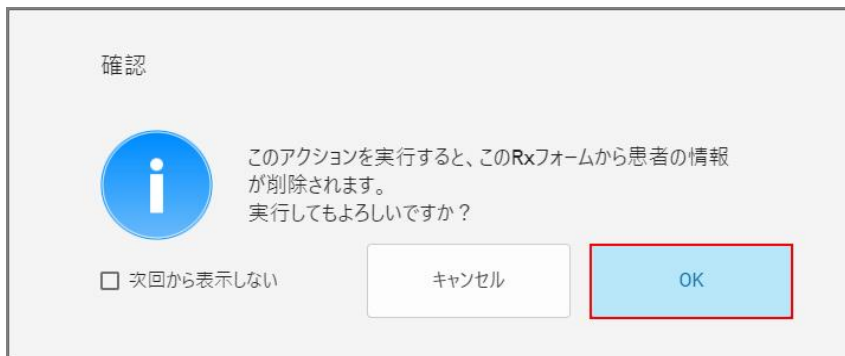 確認
このアクションを実行すると、このRxフォームから患者の情報
が削除されます。
実行してもよろしいですか？
次回から表示しない
キャンセル
OK